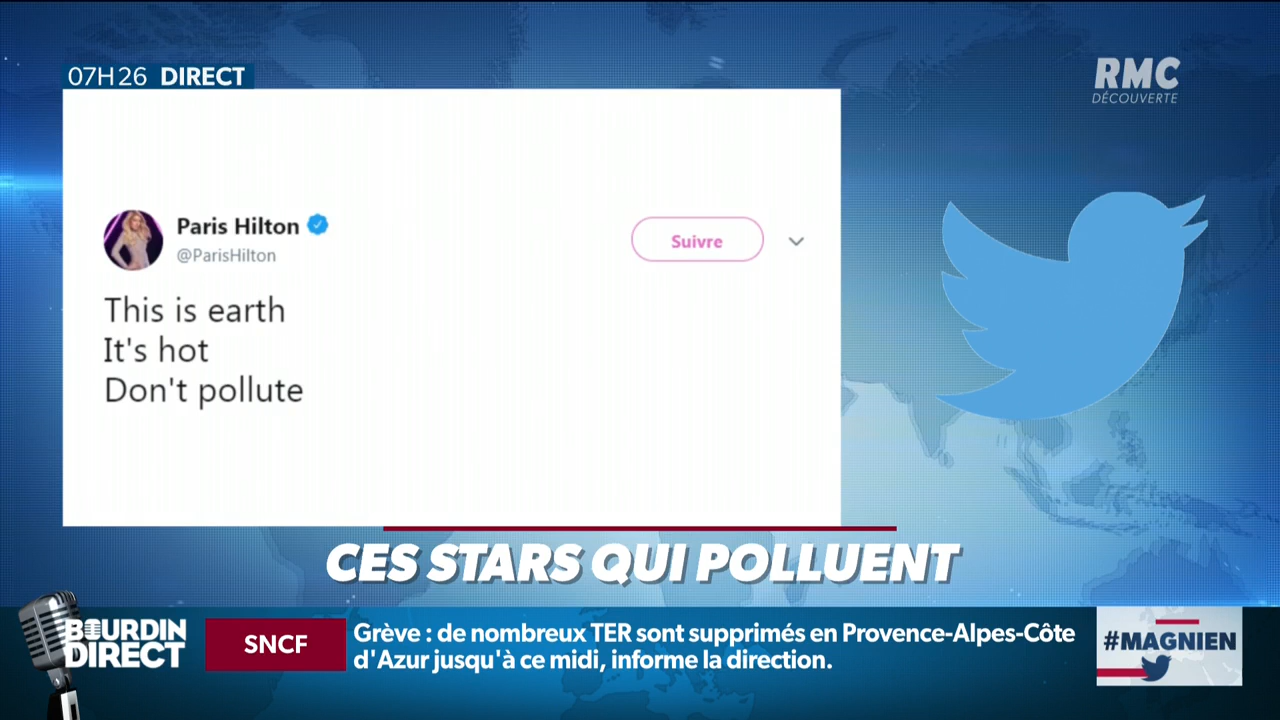 07H26 DIRECT
RMC
DÉCOUVERTE
Paris Hilton
@ParisHilton
Suivre
This is earth
It's hot
Don't pollute
CES STARS QUI POLLUENT
BOURDIN
DIRECT
SNCF
Grève : de nombreux TER sont supprimés en Provence-Alpes-Côte
d'Azur jusqu'à ce midi, informe la direction.
#MAGNIEN